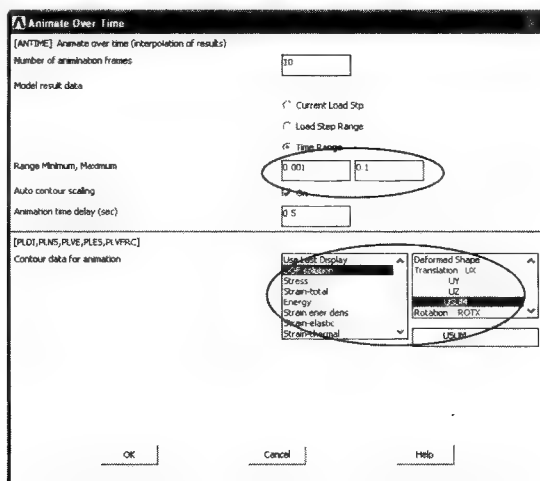 Animate Over Time
[ANTIME] Animate over time (interpolation of results)
Number of animination frames
10
Model result data
Current Load Stp
Load Step Range
Time Range
Range Minimum, Maximum
0.001
0.1
Auto contour scaling
On
Animation time delay (sec)
0.5
[PLDI,PLNS,PLVE,PLES,PLVFRC]
Contour data for animation
Use Last Display
DOF solution
Stress
Strain-total
Energy
Strain ener dens
Strain-elastic
Strain-thermal
Deformed Shape
Translation UX
UY
UZ
USUM
Rotation ROTX
USUM
OK
Cancel
Help